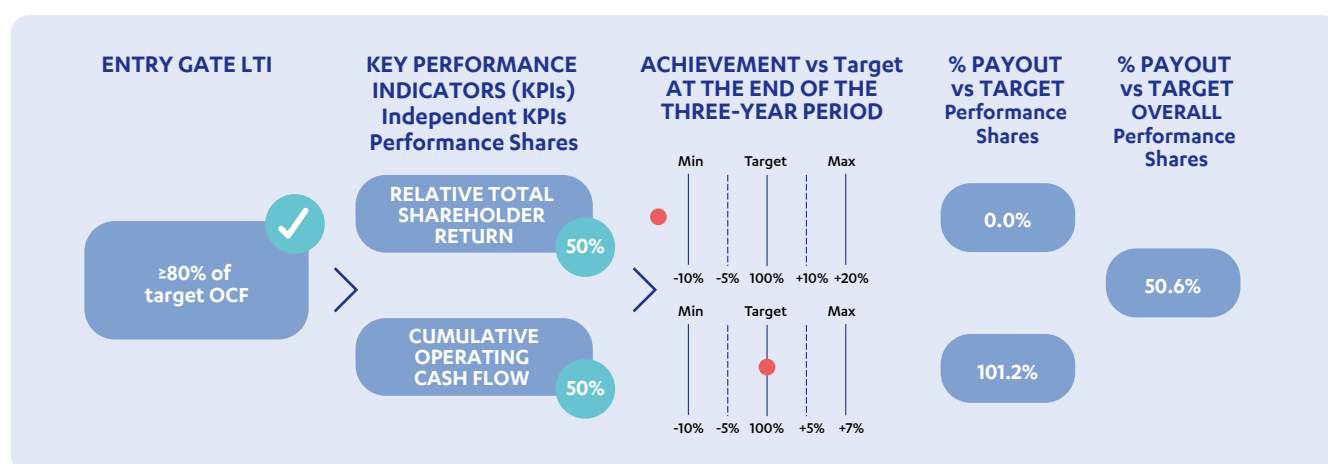 ENTRY GATE LTI
≥80% of
target OCF
KEY PERFORMANCE
INDICATORS (KPIs)
Independent KPIs
Performance Shares
RELATIVE TOTAL
SHAREHOLDER
RETURN
50%
CUMULATIVE
OPERATING
CASH FLOW
50%
ACHIEVEMENT vs Target
AT THE END OF THE
THREE-YEAR PERIOD
Min Target Max
-10% -5% 100% +10% +20%
Min Target Max
-10% -5% 100% +5% +7%
% PAYOUT
vs TARGET
Performance
Shares
0.0%
101.2%
% PAYOUT
vs TARGET
OVERALL
Performance
Shares
50.6%